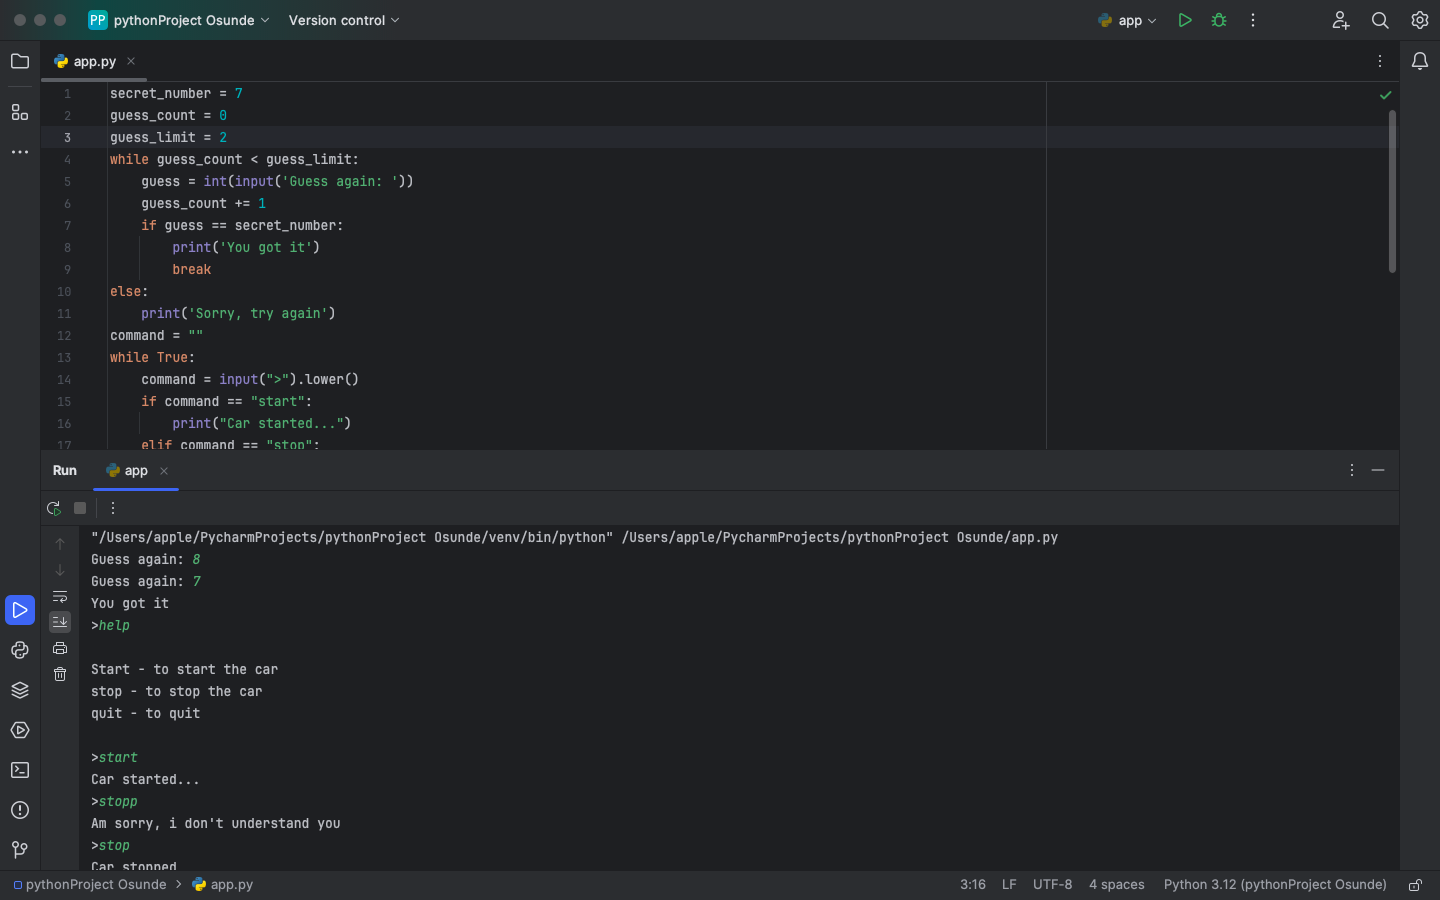 PP pythonProject Osunde Version control app
app.py
1 secret_number = 7
2 guess_count = 0
3 guess_limit = 2
4 while guess_count < guess_limit:
5 guess = int(input('Guess again: '))
6 guess_count += 1
7 if guess == secret_number:
8 print('You got it')
9 break
10 else:
11 print('Sorry, try again')
12 command = ""
13 while True:
14 command = input(">").lower()
15 if command == "start":
16 print("Car started...")
17 elif command == "stop":
Run app
"/Users/apple/PycharmProjects/pythonProject Osunde/venv/bin/python" /Users/apple/PycharmProjects/pythonProject Osunde/app.py
Guess again: 8
Guess again: 7
You got it
>help
Start - to start the car
stop - to stop the car
quit - to quit
>start
Car started...
>stopp
Am sorry, i don't understand you
>stop
Car stopped
pythonProject Osunde > app.py 3:16 LF UTF-8 4 spaces Python 3.12 (pythonProject Osunde)